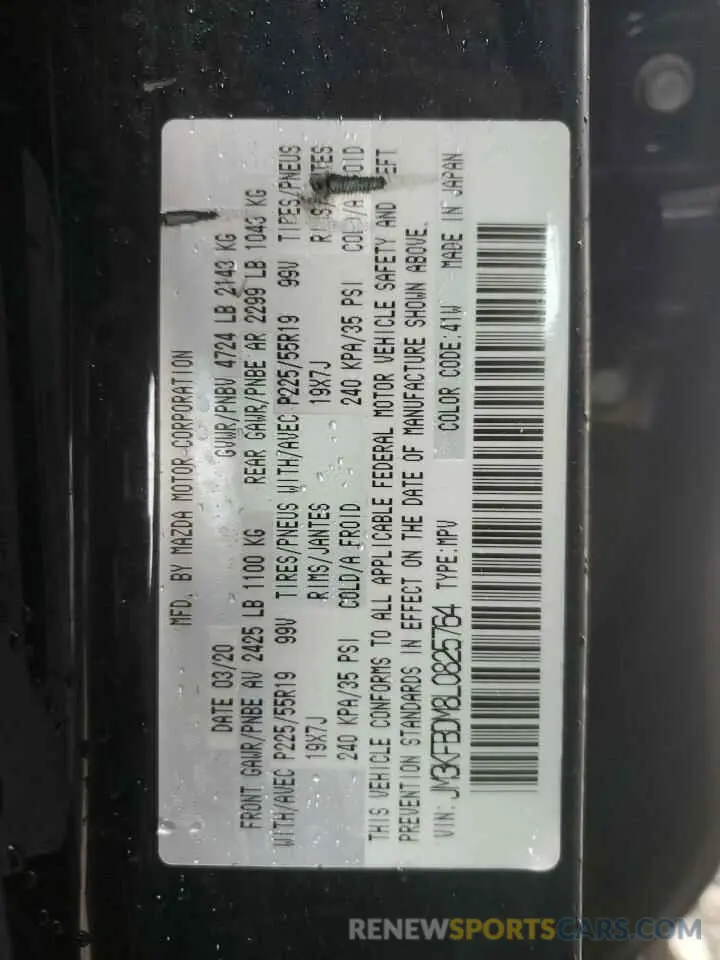 MFD. BY MAZDA MOTOR CORPORATION
DATE 03/20 GVWR/PNBV 4724 LB 2143 KG
FRONT GAWR/PNBE AV 2425 LB 1100 KG REAR GAWR/PNBE AR 2299 LB 1043 KG
WITH/AVEC P225/55R19 99V TIRES/PNEUS WITH/AVEC P225/55R19 99V TIRES/PNEUS
19X7J RIMS/JANTES 19X7J
240 KPA/35 PSI COLD/A FROID 240 KPA/35 PSI
THIS VEHICLE CONFORMS TO ALL APPLICABLE FEDERAL MOTOR VEHICLE SAFETY AND
PREVENTION STANDARDS IN EFFECT ON THE DATE OF MANUFACTURE SHOWN ABOVE.
VIN: JM3KFBDM8L0825764 TYPE:MPV COLOR CODE:41W MADE IN JAPAN
RENEWSPORTSCARS.COM